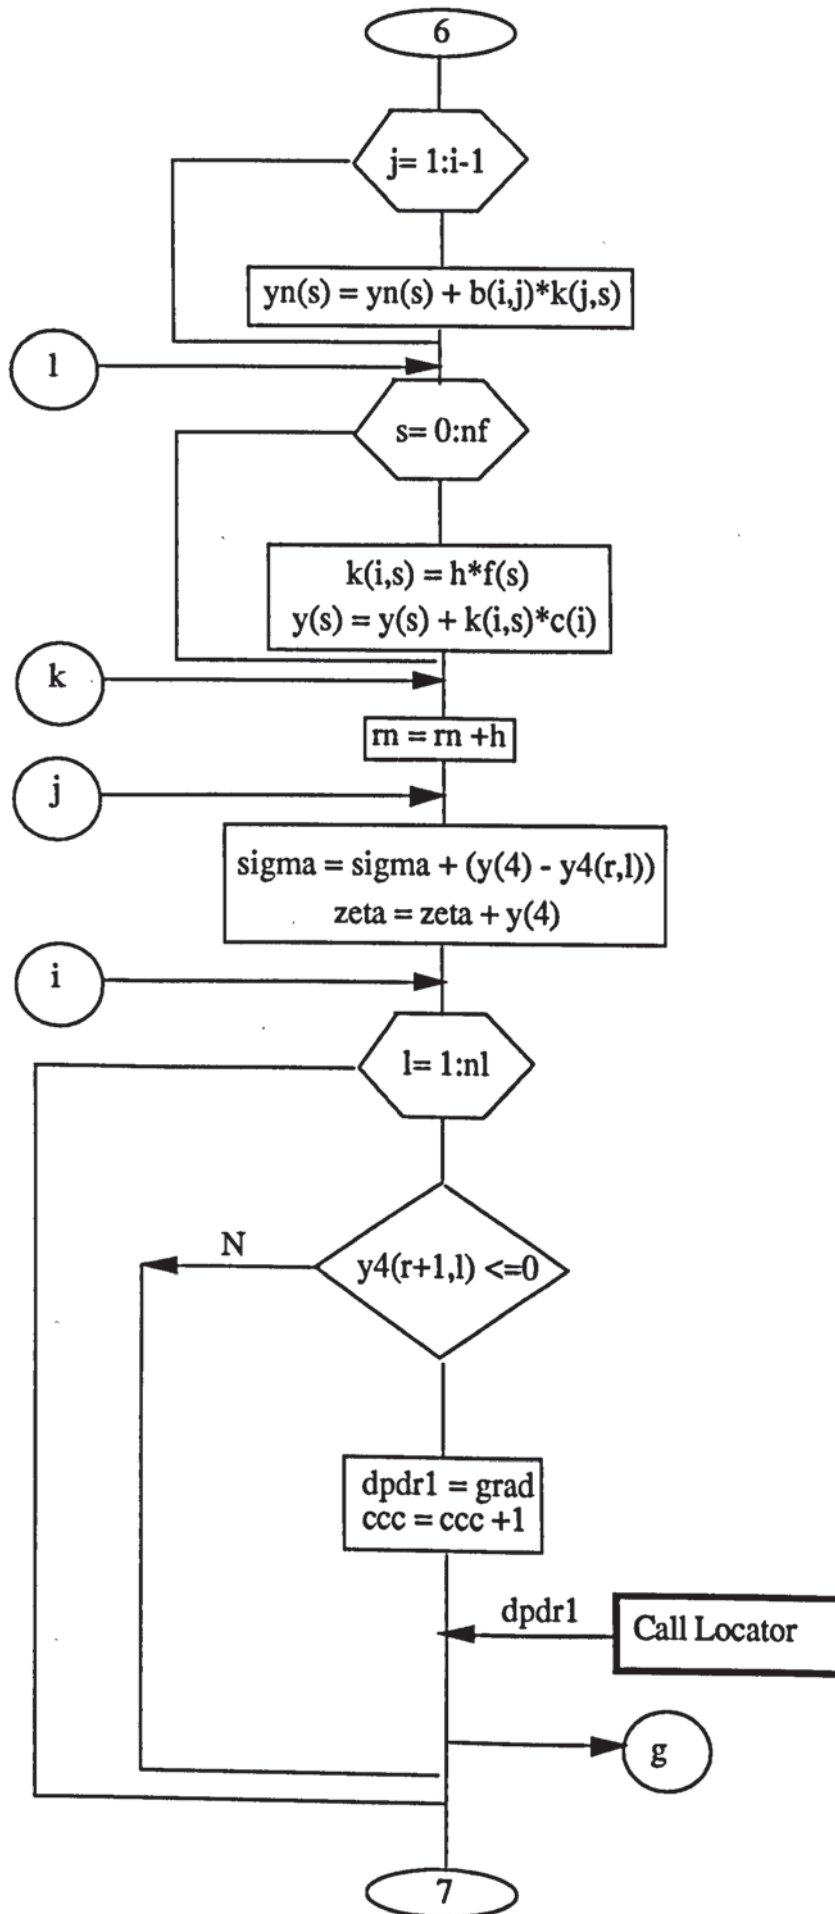 6
j= 1:i-1
yn(s) = yn(s) + b(i,j)*k(j,s)
l
s= 0:nf
k(i,s) = h*f(s)
y(s) = y(s) + k(i,s)*c(i)
k
rn = rn +h
j
sigma = sigma + (y(4) - y4(r,l))
zeta = zeta + y(4)
i
l= 1:nl
N
y4(r+1,l) <=0
dpdr1 = grad
ccc = ccc +1
dpdr1
Call Locator
g
7